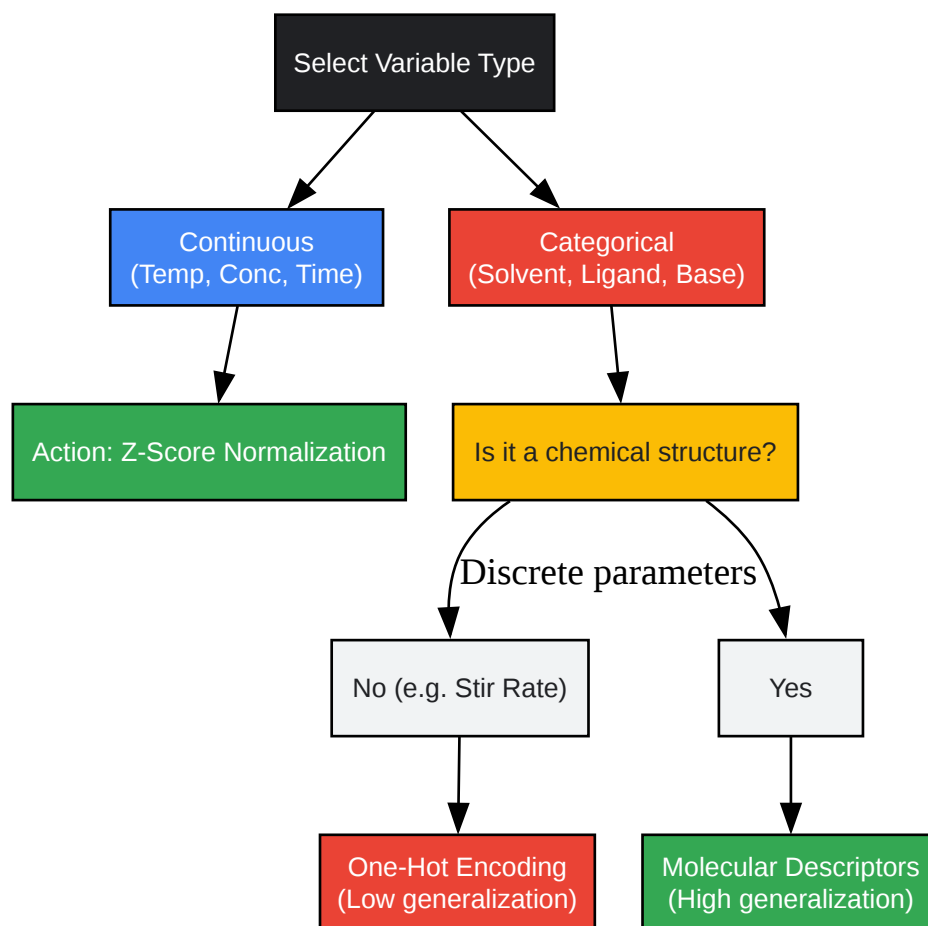 Select Variable Type
Continuous
(Temp, Conc, Time)
Categorical
(Solvent, Ligand, Base)
Action: Z-Score Normalization
Is it a chemical structure?
Discrete parameters
No (e.g. Stir Rate)
Yes
One-Hot Encoding
(Low generalization)
Molecular Descriptors
(High generalization)